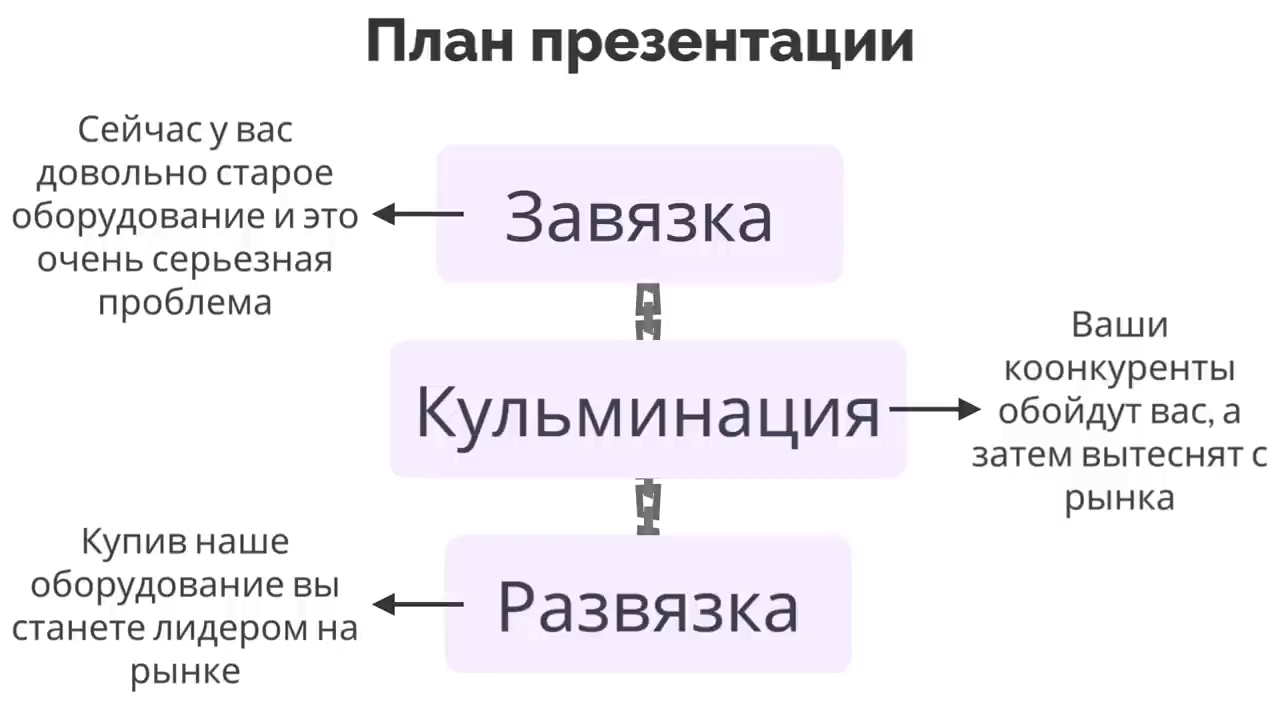 План презентации
Сейчас у вас
довольно старое
оборудование и это
очень серьезная
проблема
Завязка
Кульминация
Ваши
коонкуренты
обойдут вас, а
затем вытеснят с
рынка
Купив наше
оборудование вы
станете лидером на
рынке
Развязка